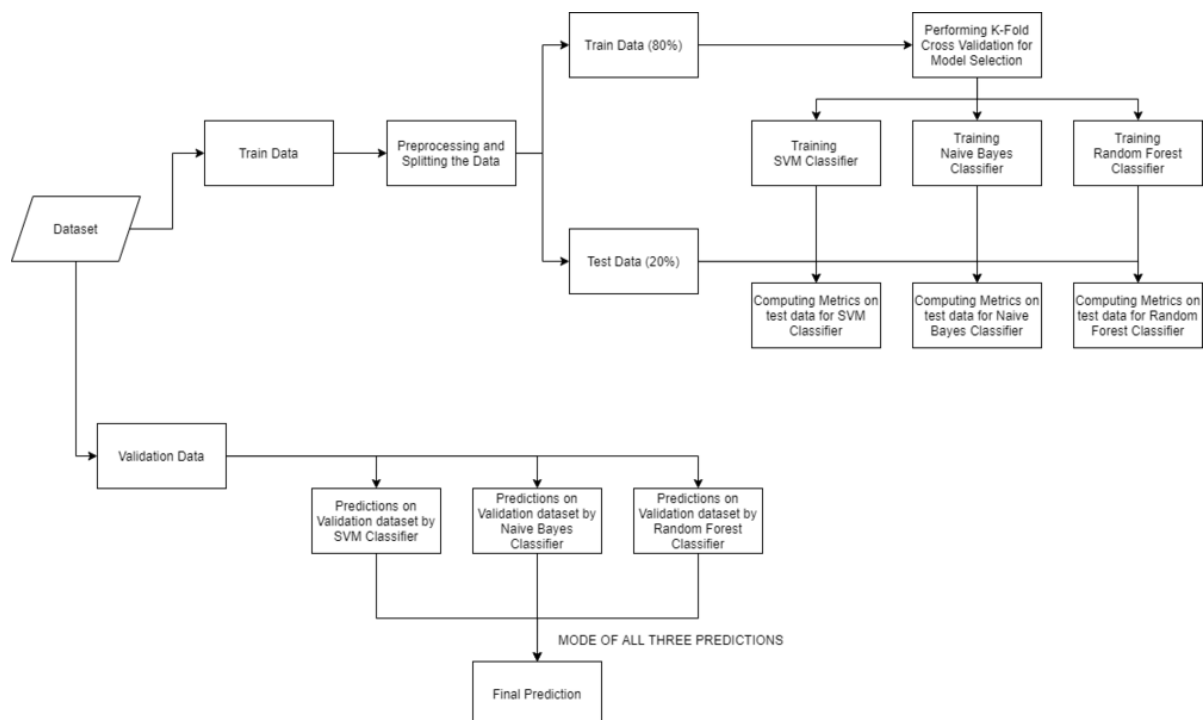 Train Data (80%)
Performing K-Fold
Cross Validation for
Model Selection
Train Data
Preprocessing and
Splitting the Data
Training
SVM Classifier
Training
Naive Bayes
Classifier
Training
Random Forest
Classifier
Dataset
Test Data (20%)
Computing Metrics on
test data for SVM
Classifier
Computing Metrics on
test data for Naive
Bayes Classifier
Computing Metrics on
test data for Random
Forest Classifier
Validation Data
Predictions on
Validation dataset by
SVM Classifier
Predictions on
Validation dataset by
Naive Bayes
Classifier
Predictions on
Validation dataset by
Random Forest
Classifier
MODE OF ALL THREE PREDICTIONS
Final Prediction